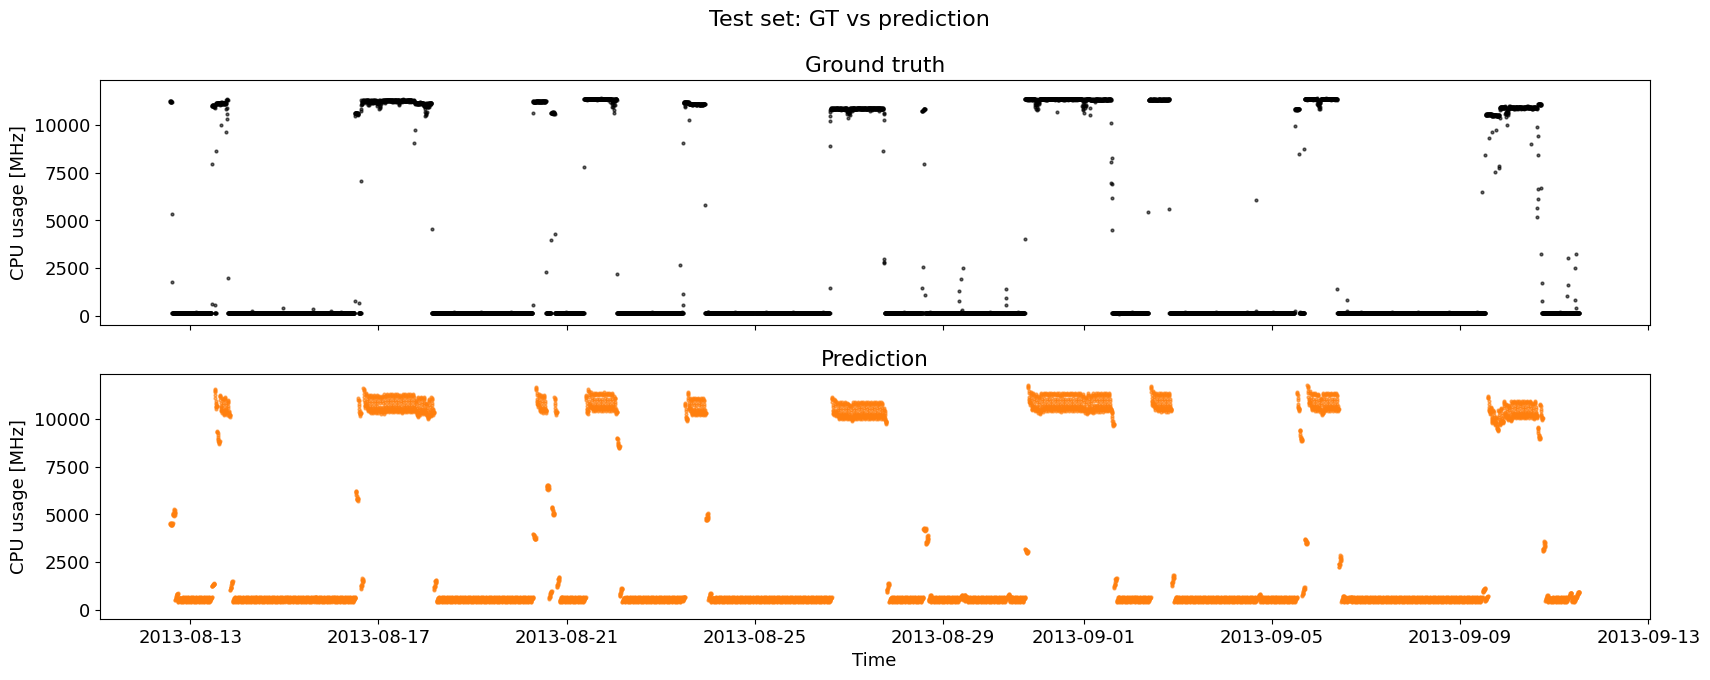 Test set: GT vs prediction
Ground truth
CPU usage [MHz]
10000
7500
5000
2500
0
Prediction
CPU usage [MHz]
10000
7500
5000
2500
0
2013-08-13 2013-08-17 2013-08-21 2013-08-25 2013-08-29 2013-09-01 2013-09-05 2013-09-09 2013-09-13
Time